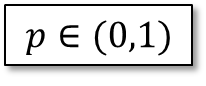 p ∈ (0,1)